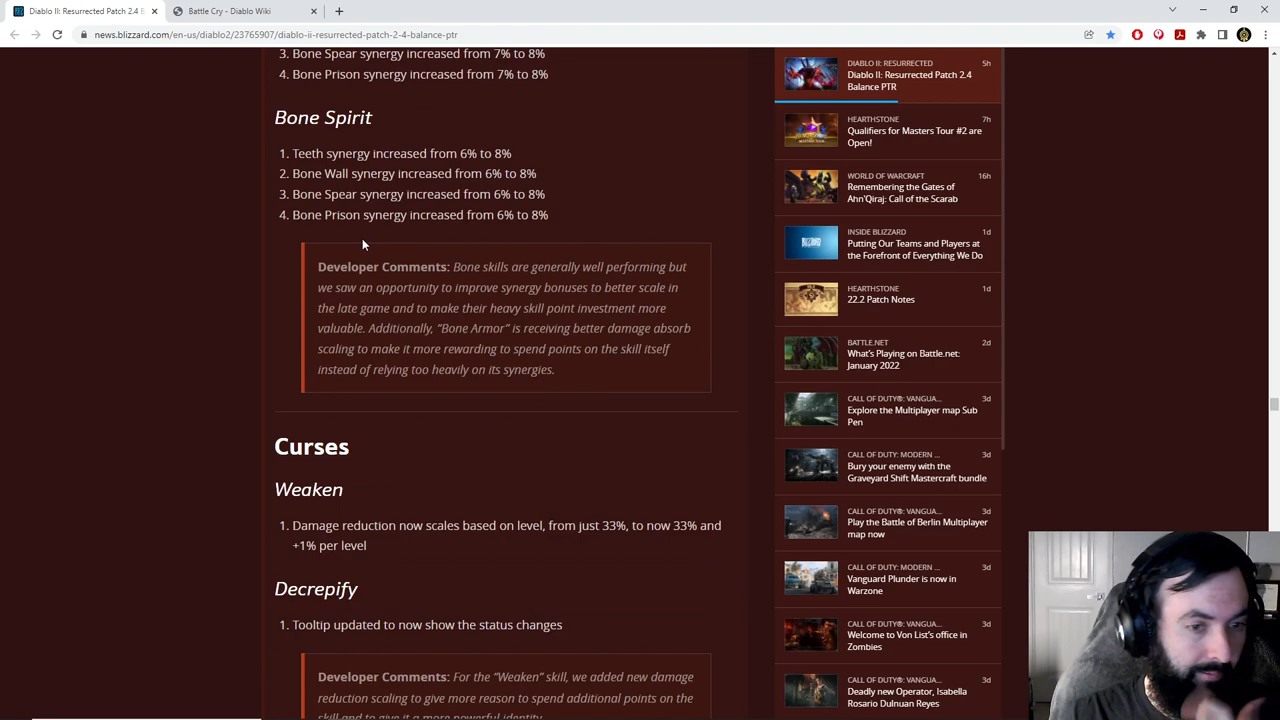 Diablo II: Resurrected Patch 2.4 B
Battle Cry - Diablo Wiki
news.blizzard.com/en-us/diablo2/23765907/diablo-ii-resurrected-patch-2-4-balance-ptr
3. Bone Spear synergy increased from 7% to 8%
4. Bone Prison synergy increased from 7% to 8%
Bone Spirit
1. Teeth synergy increased from 6% to 8%
2. Bone Wall synergy increased from 6% to 8%
3. Bone Spear synergy increased from 6% to 8%
4. Bone Prison synergy increased from 6% to 8%
Developer Comments: Bone skills are generally well performing but
we saw an opportunity to improve synergy bonuses to better scale in
the late game and to make their heavy skill point investment more
valuable. Additionally, “Bone Armor” is receiving better damage absorb
scaling to make it more rewarding to spend points on the skill itself
instead of relying too heavily on its synergies.
Curses
Weaken
1. Damage reduction now scales based on level, from just 33%, to now 33% and
+1% per level
Decrepify
1. Tooltip updated to now show the status changes
Developer Comments: For the “Weaken” skill, we added new damage
reduction scaling to give more reason to spend additional points on the
skill and to give it a more powerful identity.
DIABLO II: RESURRECTED 5h
Diablo II: Resurrected Patch 2.4
Balance PTR
HEARTHSTONE 7h
Qualifiers for Masters Tour #2 are
Open!
WORLD OF WARCRAFT 16h
Remembering the Gates of
Ahn'Qiraj: Call of the Scarab
INSIDE BLIZZARD 1d
Putting Our Teams and Players at
the Forefront of Everything We Do
HEARTHSTONE 1d
22.2 Patch Notes
BATTLE.NET 2d
What's Playing on Battle.net:
January 2022
CALL OF DUTY®: VANGUA... 3d
Explore the Multiplayer map Sub
Pen
CALL OF DUTY: MODERN ... 3d
Bury your enemy with the
Graveyard Shift Mastercraft bundle
CALL OF DUTY®: VANGUA... 3d
Play the Battle of Berlin Multiplayer
map now
CALL OF DUTY: MODERN ... 3d
Vanguard Plunder is now in
Warzone
CALL OF DUTY®: VANGUA... 3d
Welcome to Von List's office in
Zombies
CALL OF DUTY®: VANGUA... 3d
Deadly new Operator, Isabella
Rosario Dulnuan Reyes